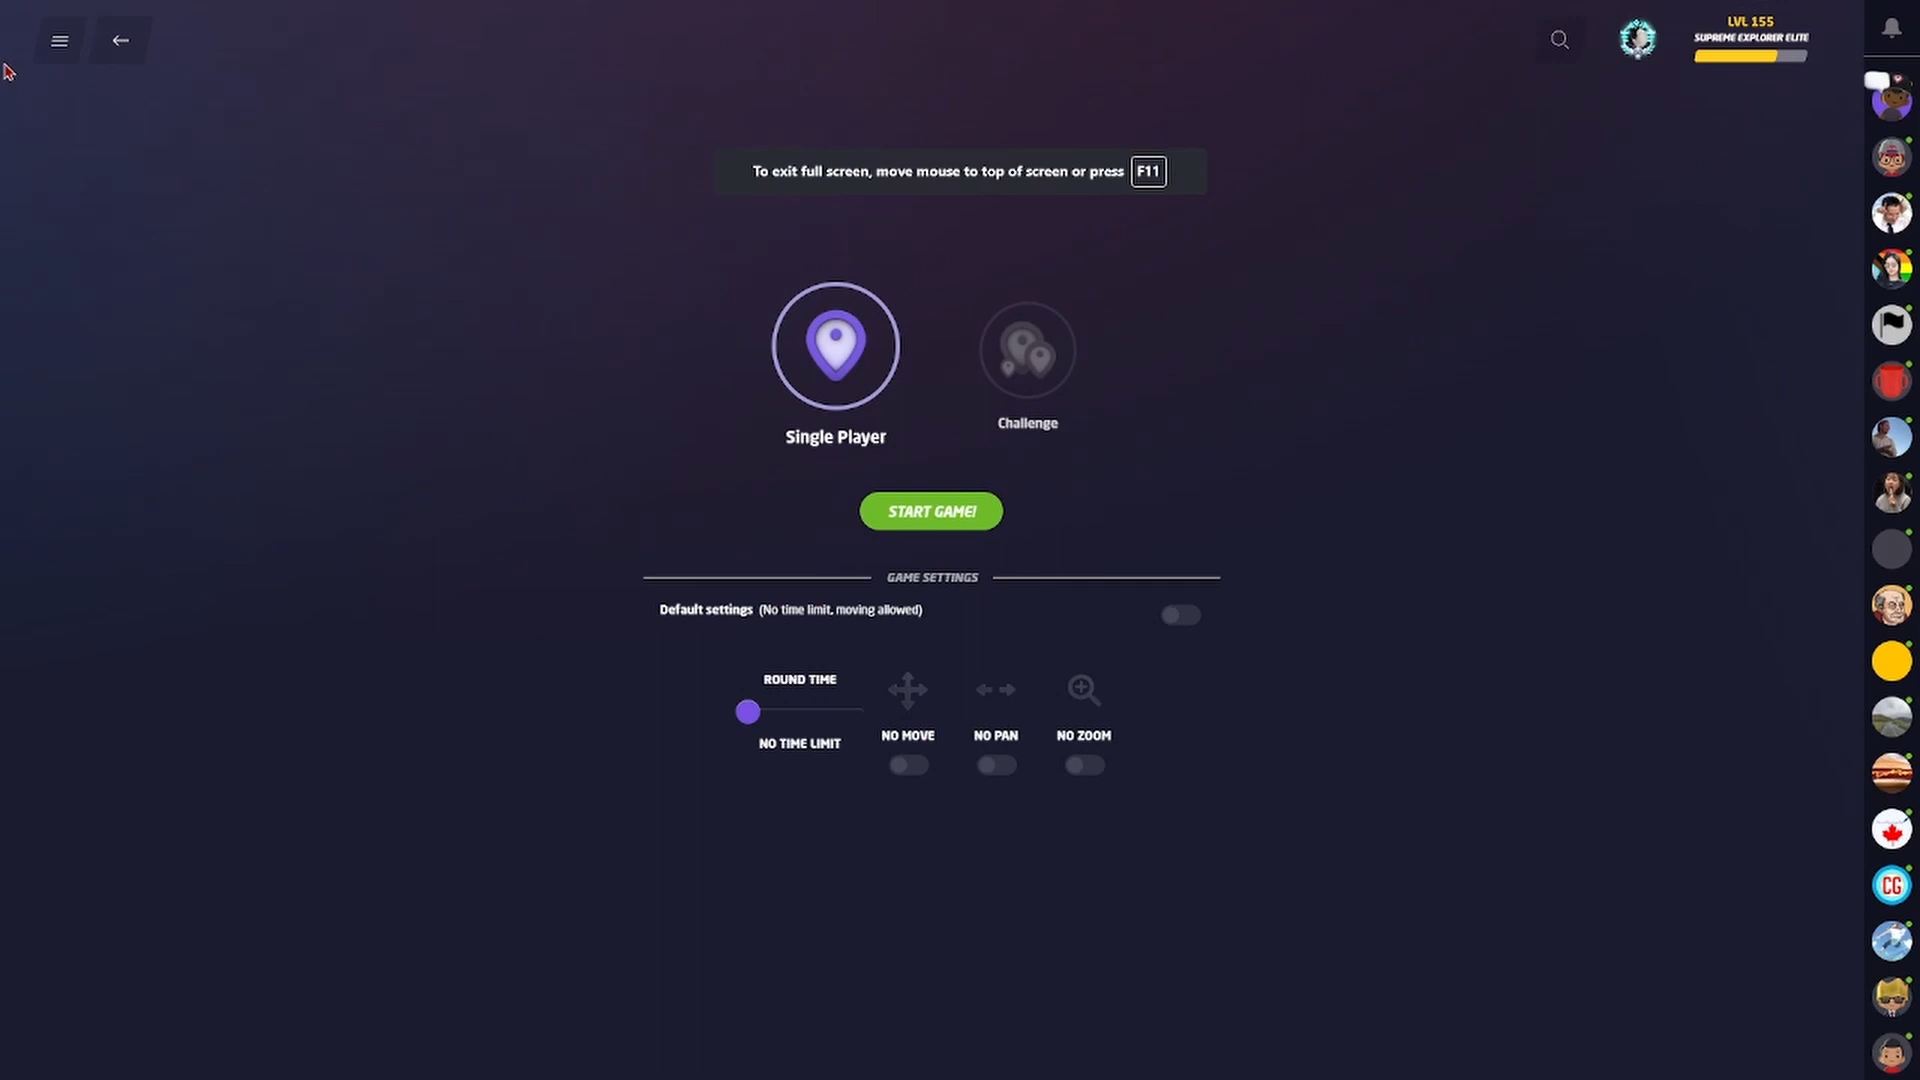 LVL 155
SUPREME EXPLORER ELITE
To exit full screen, move mouse to top of screen or press F11
Single Player
Challenge
START GAME!
GAME SETTINGS
Default settings (No time limit, moving allowed)
ROUND TIME
NO TIME LIMIT
NO MOVE
NO PAN
NO ZOOM
CG